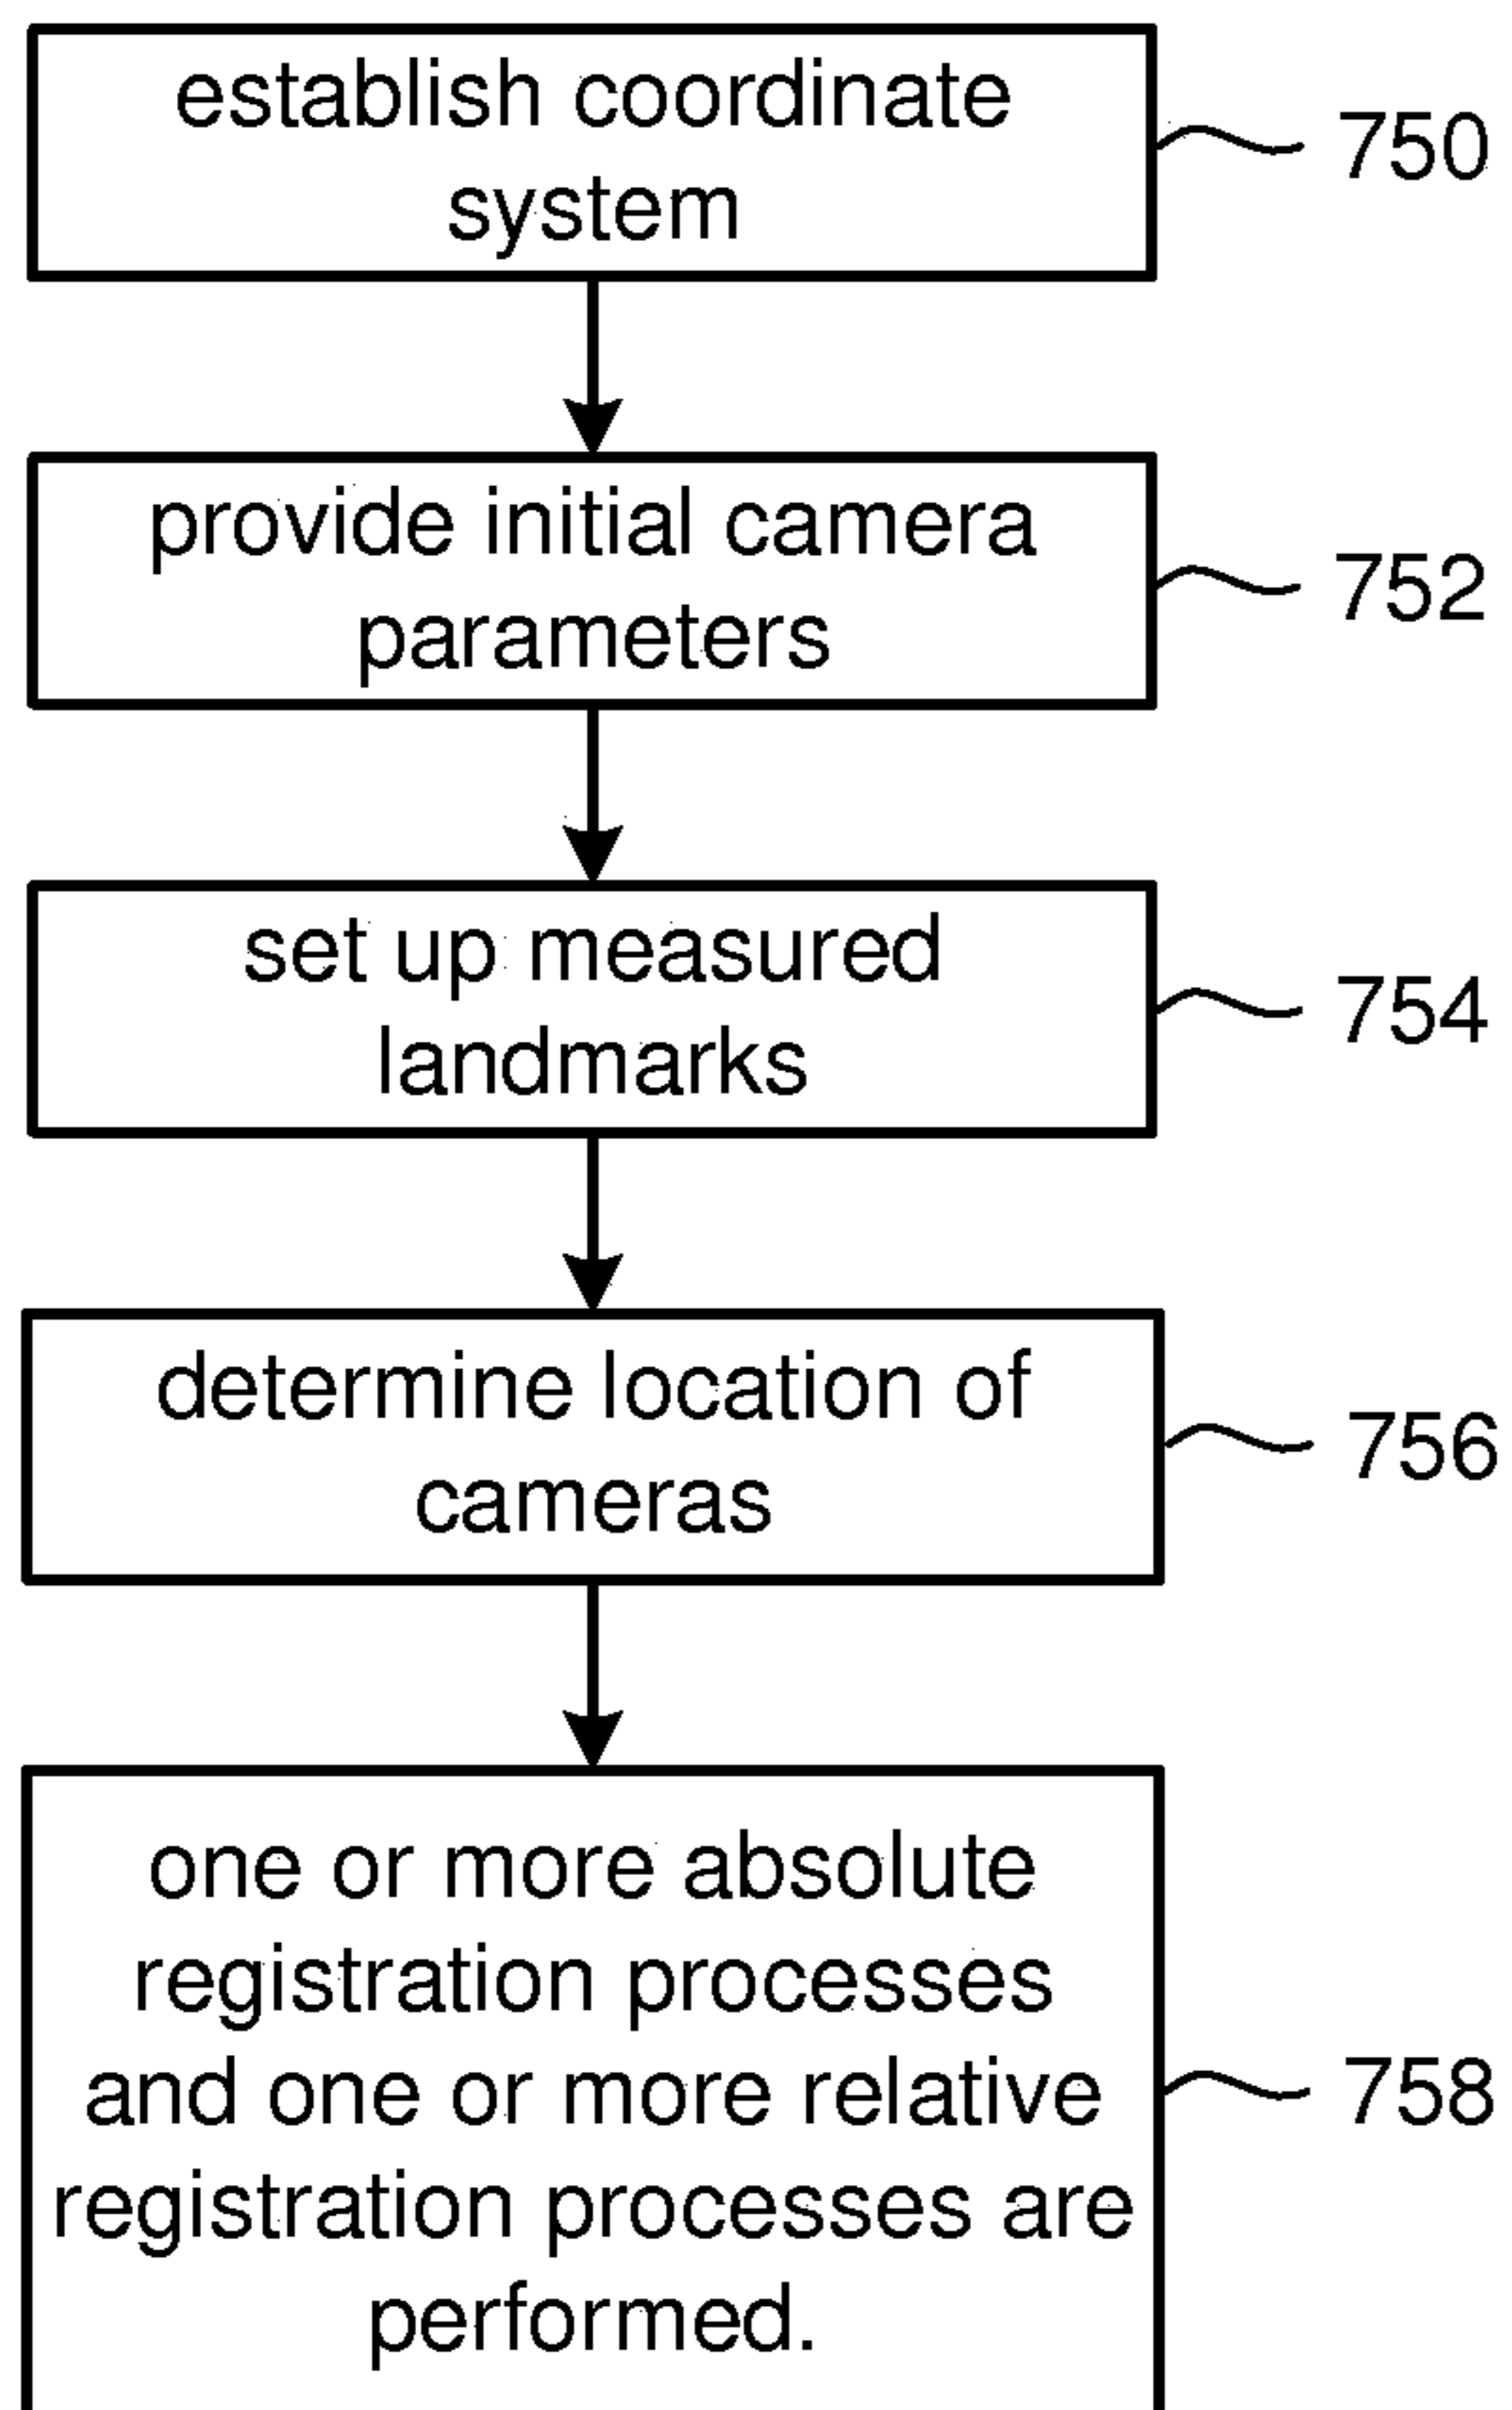 establish coordinate
system
750
provide initial camera
parameters
752
set up measured
landmarks
754
determine location of
cameras
756
one or more absolute
registration processes
and one or more relative
registration processes are
performed.
758